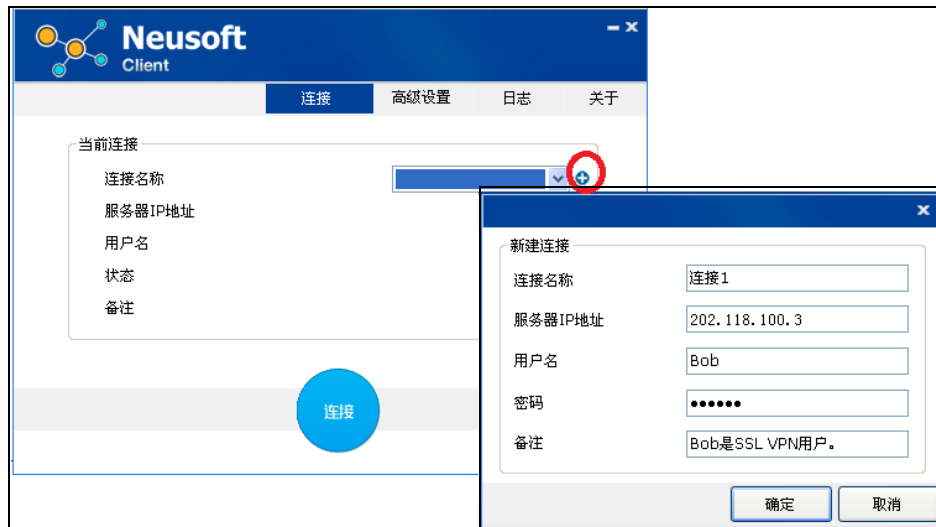 Neusoft
Client
连接 高级设置 日志 关于
当前连接
连接名称
服务器IP地址
用户名
状态
备注
连接
新建连接
连接名称 连接1
服务器IP地址 202.118.100.3
用户名 Bob
密码 ●●●●●●
备注 Bob是SSL VPN用户。
确定 取消